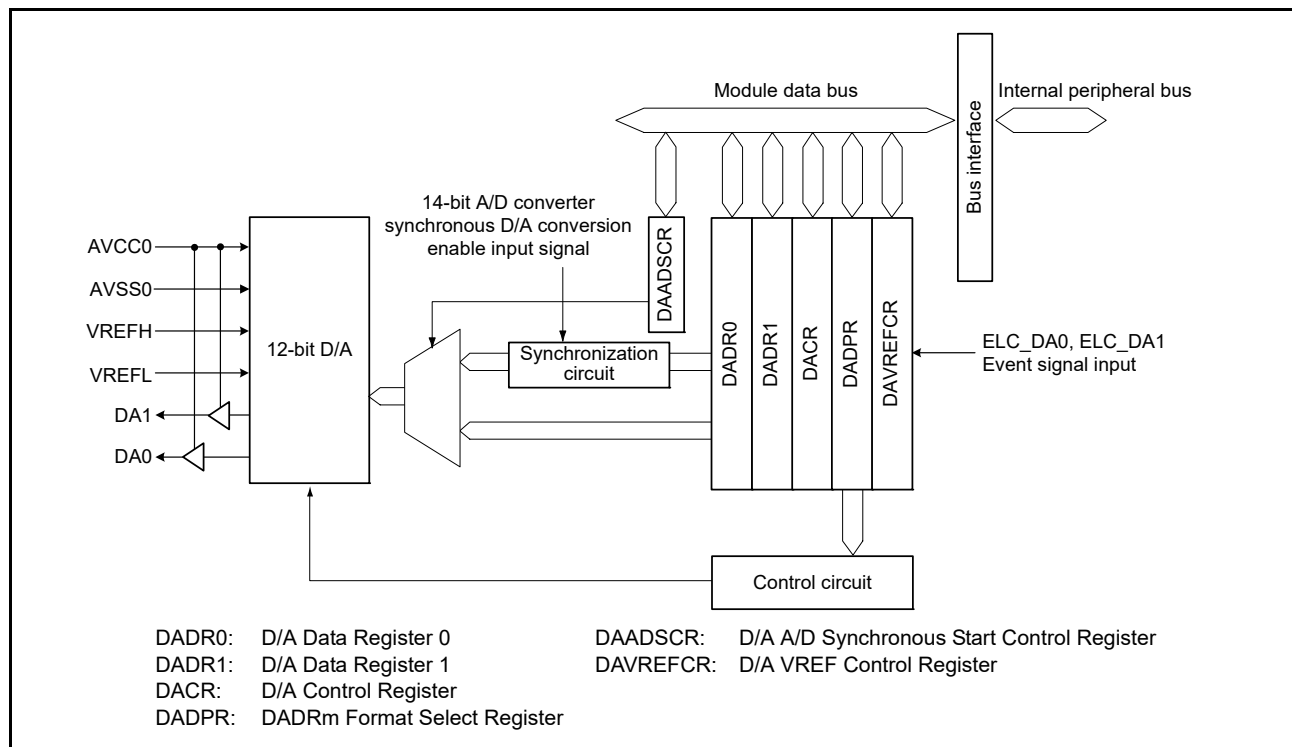 Module data bus
Internal peripheral bus
Bus interface
14-bit A/D converter
synchronous D/A conversion
enable input signal
AVCC0
AVSS0
VREFH
VREFL
DA1
DA0
12-bit D/A
Synchronization
circuit
DAADSCR
DADR0
DADR1
DACR
DADPR
DAVREFCR
ELC_DA0, ELC_DA1
Event signal input
Control circuit
DADR0: D/A Data Register 0
DADR1: D/A Data Register 1
DACR: D/A Control Register
DADPR: DADRm Format Select Register
DAADSCR: D/A A/D Synchronous Start Control Register
DAVREFCR: D/A VREF Control Register